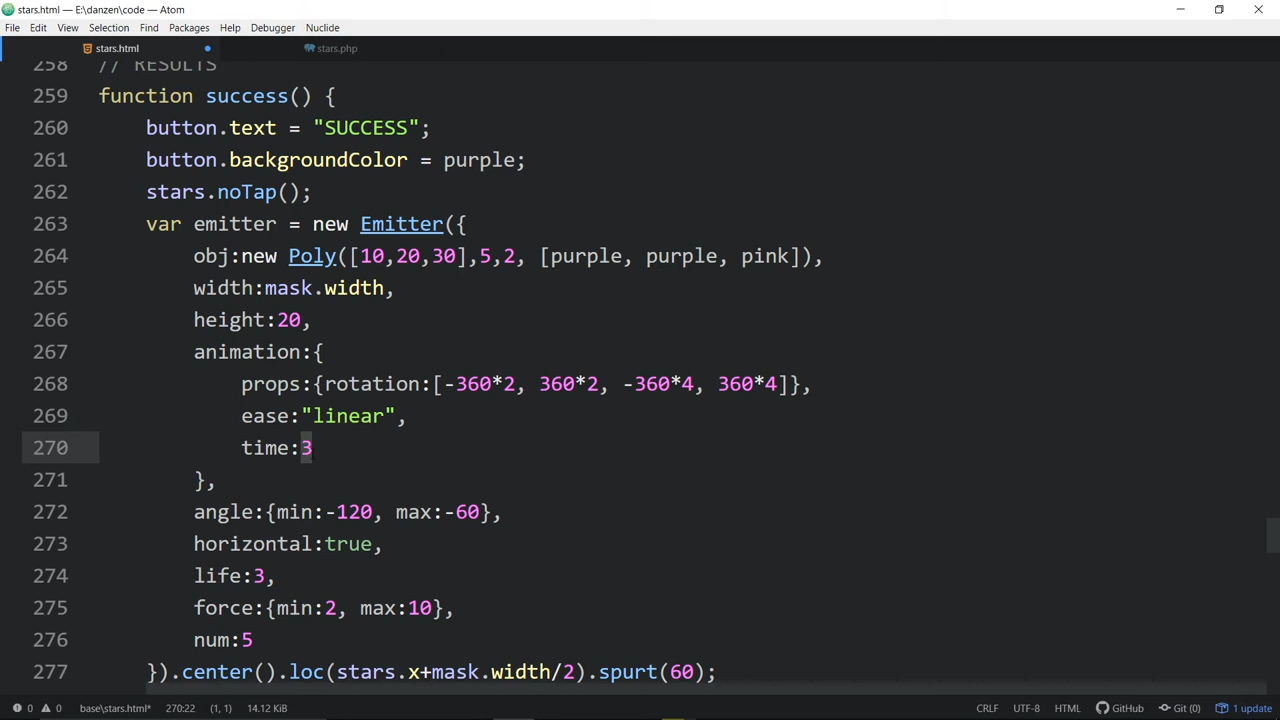 stars.html — E:\danzen\code — Atom
File Edit View Selection Find Packages Help Debugger Nuclide
stars.html stars.php
258 // RESULTS
259 function success() {
260 button.text = "SUCCESS";
261 button.backgroundColor = purple;
262 stars.noTap();
263 var emitter = new Emitter({
264 obj:new Poly([10,20,30],5,2, [purple, purple, pink]),
265 width:mask.width,
266 height:20,
267 animation:{
268 props:{rotation:[-360*2, 360*2, -360*4, 360*4]},
269 ease:"linear",
270 time:3
271 },
272 angle:{min:-120, max:-60},
273 horizontal:true,
274 life:3,
275 force:{min:2, max:10},
276 num:5
277 }).center().loc(stars.x+mask.width/2).spurt(60);
0 0 base\stars.html* 270:22 (1, 1) 14.12 KiB CRLF UTF-8 HTML GitHub Git (0) 1 update